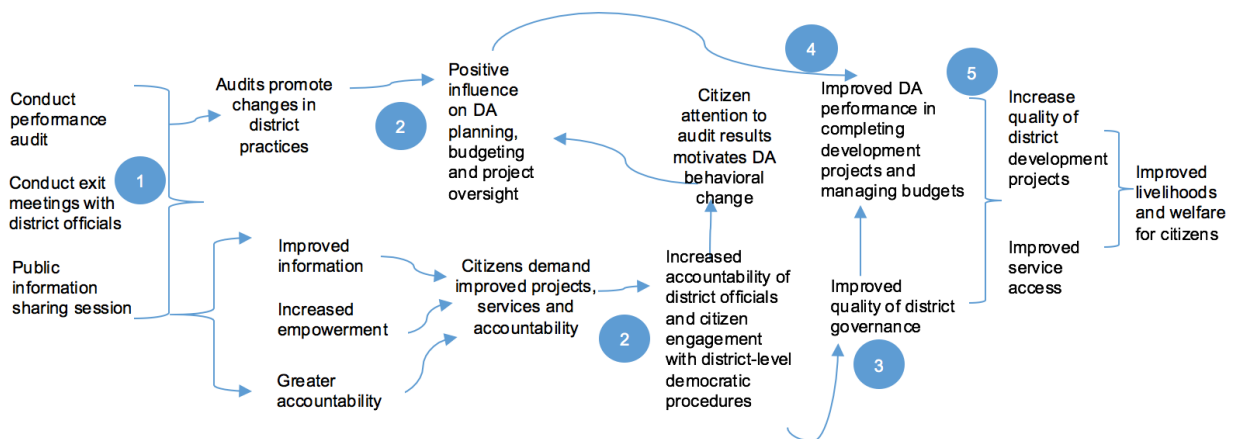 Conduct
performance
audit
Conduct exit
meetings with
district officials
Public
information
sharing session
1
Audits promote
changes in
district
practices
2
Positive
influence
on DA
planning,
budgeting
and project
oversight
Improved
information
Increased
empowerment
Greater
accountability
Citizens demand
improved projects,
services and
accountability
2
Citizen
attention to
audit results
motivates DA
behavioral
change
Increased
accountability of
district officials
and citizen
engagement
with district-level
democratic
procedures
4
Improved DA
performance in
completing
development
projects and
managing budgets
Improved
quality of district
governance
3
5
Increase
quality of
district
development
projects
Improved
service
access
Improved
livelihoods
and welfare
for citizens